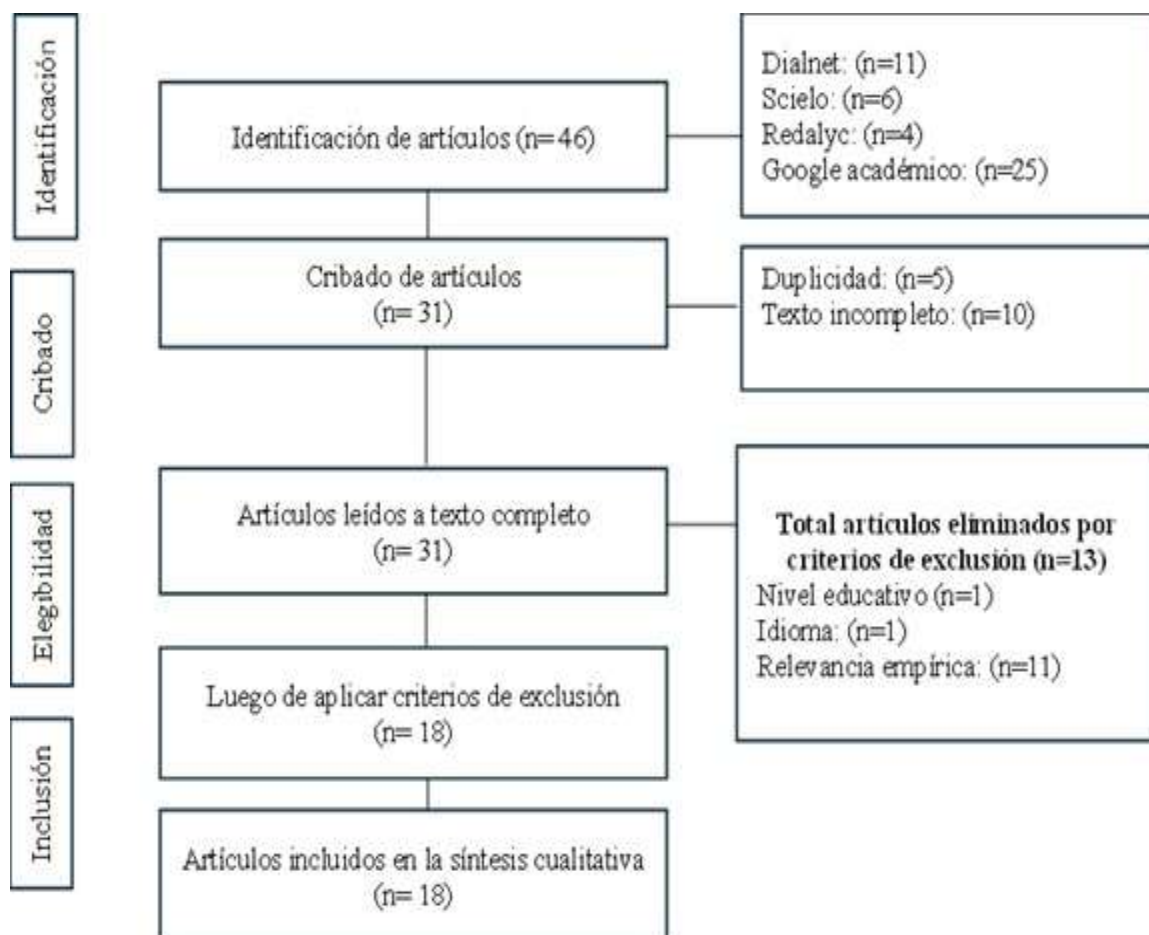 Identificación
Identificación de artículos (n= 46)
Dialnet: (n=11)
Scielo: (n=6)
Redalyc: (n=4)
Google académico: (n=25)
Cribado
Cribado de artículos
(n= 31)
Duplicidad: (n=5)
Texto incompleto: (n=10)
Elegibilidad
Artículos leídos a texto completo
(n= 31)
Total artículos eliminados por
criterios de exclusión (n=13)
Nivel educativo (n=1)
Idioma: (n=1)
Relevancia empírica: (n=11)
Luego de aplicar criterios de exclusión
(n= 18)
Inclusión
Artículos incluidos en la síntesis cualitativa
(n= 18)